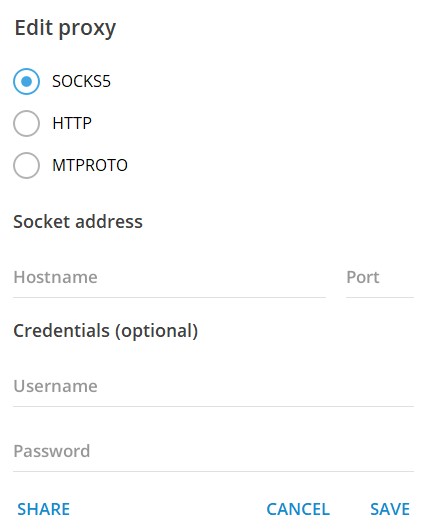 Edit proxy
SOCKS5
HTTP
MTPROTO
Socket address
Hostname Port
Credentials (optional)
Username
Password
SHARE CANCEL SAVE